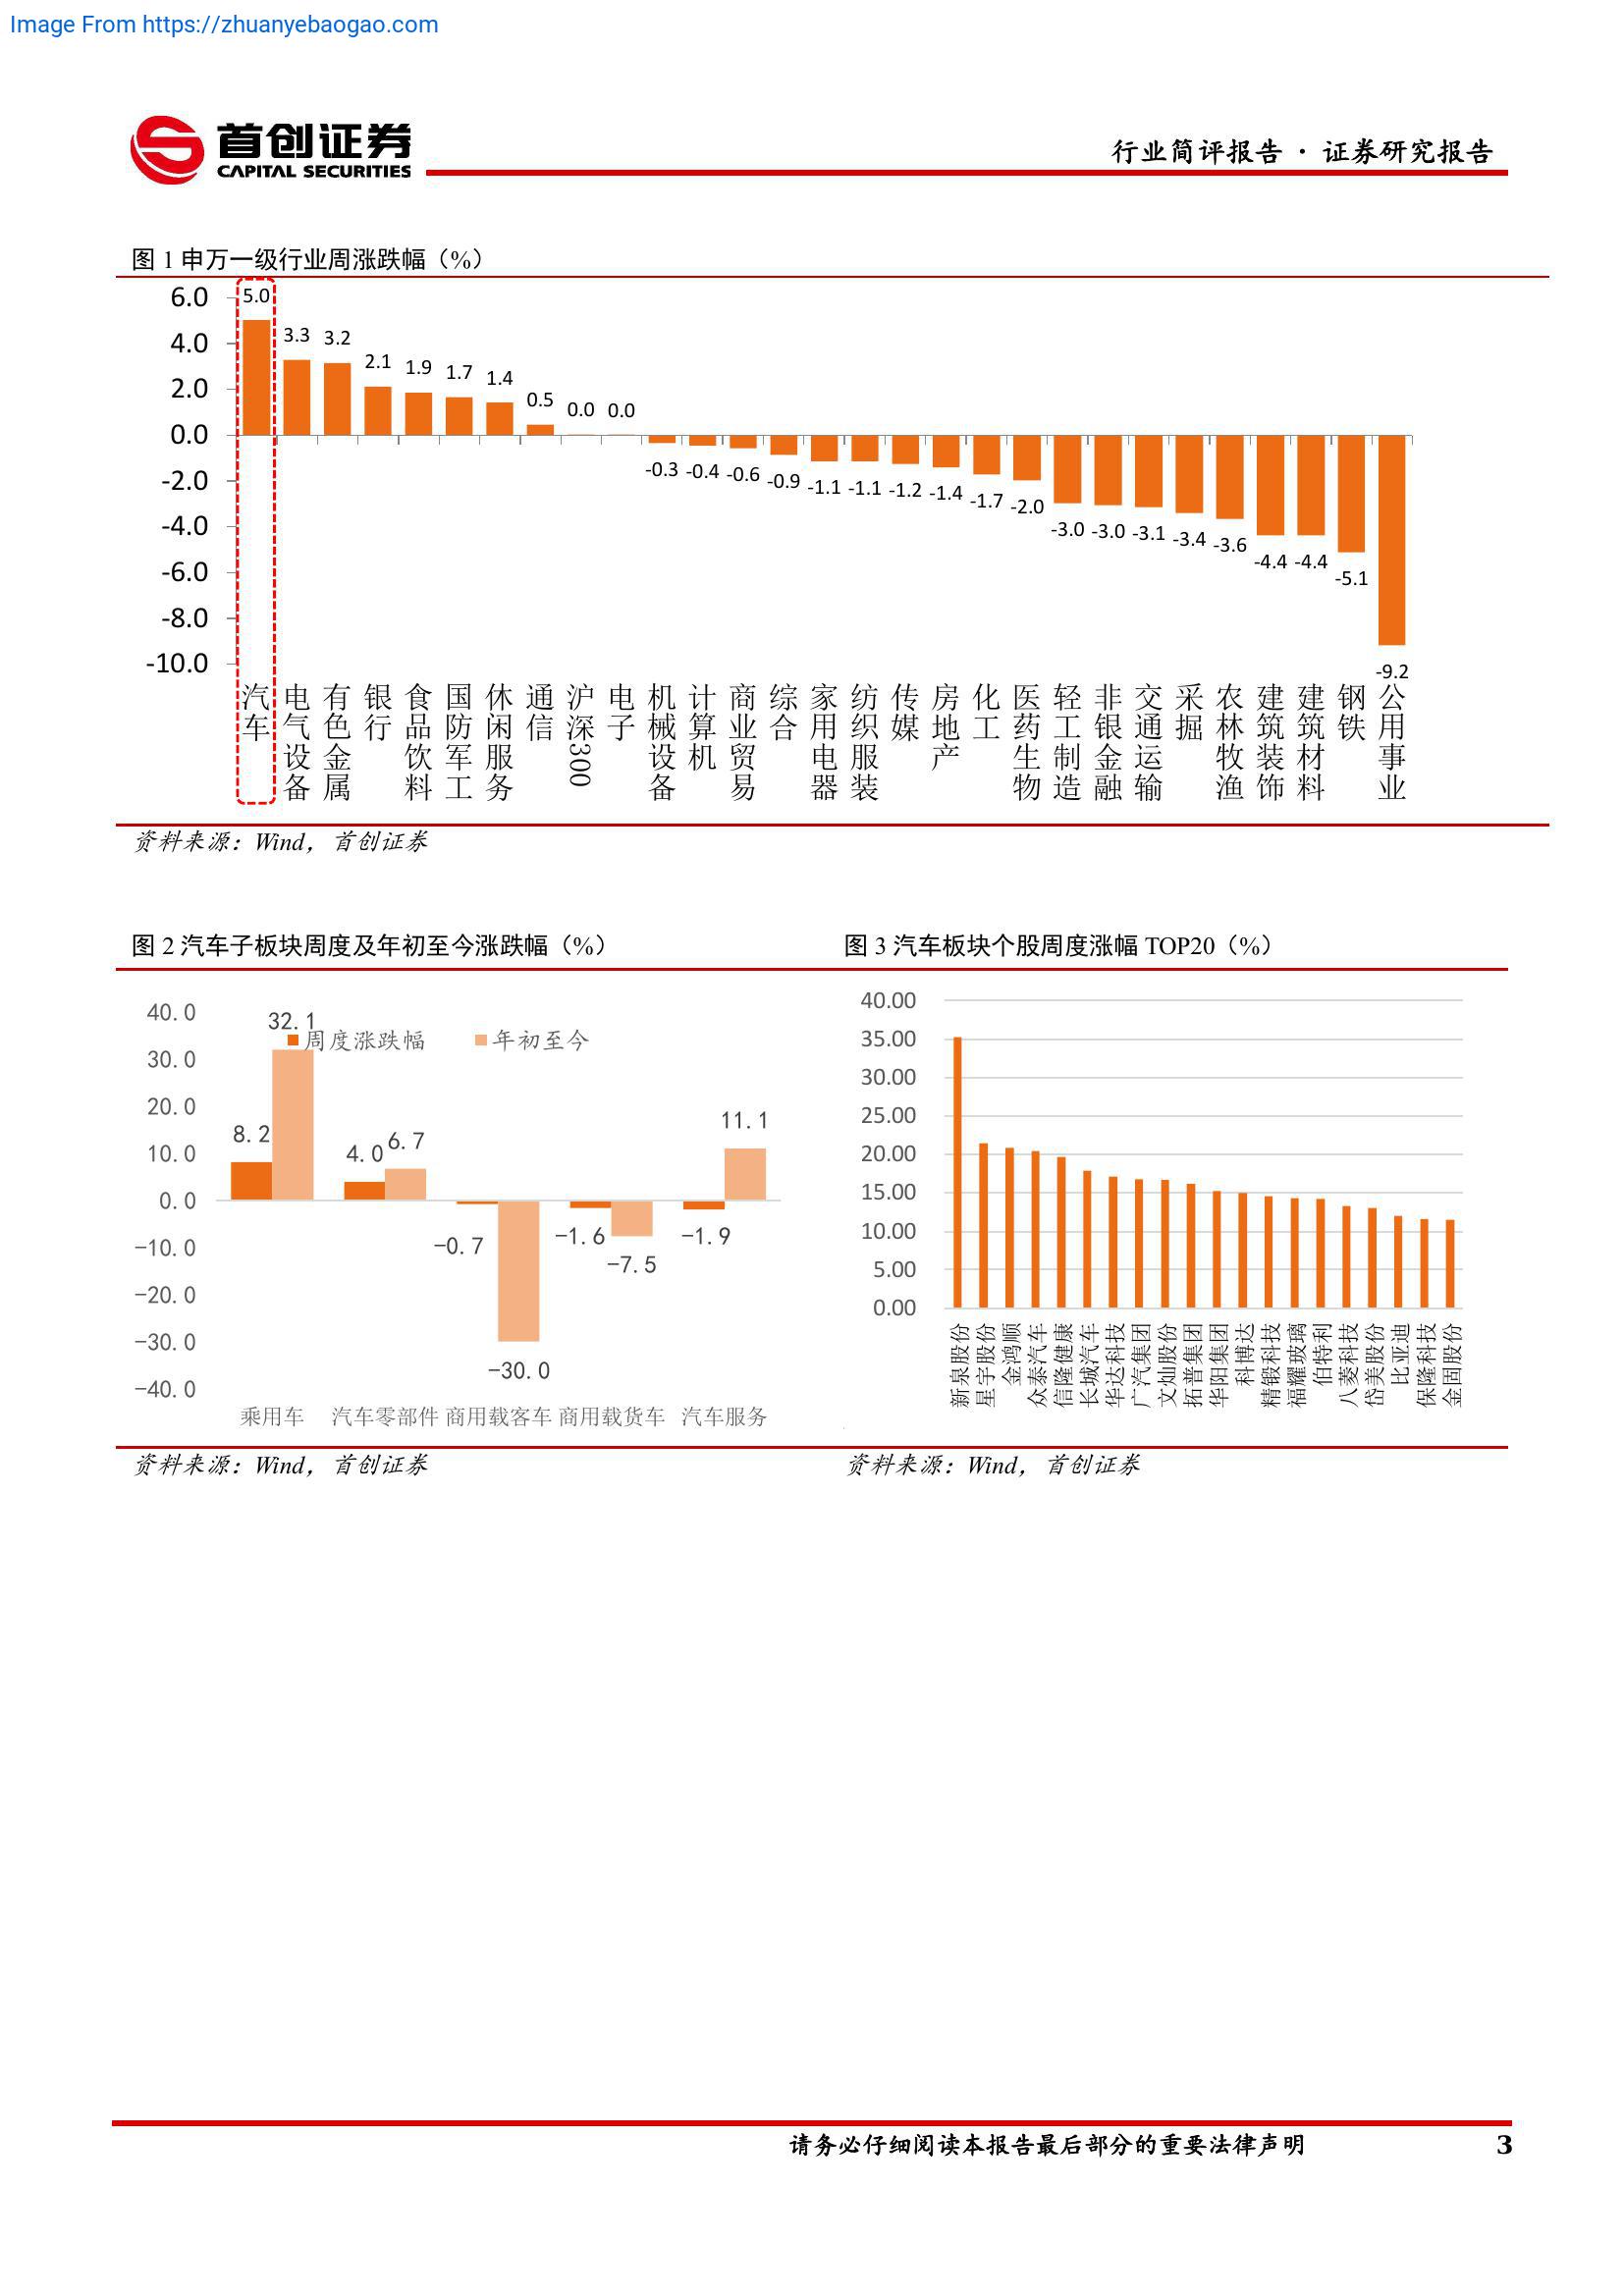 Image From https://zhuanyebaogao.com
首创证券
CAPITAL SECURITIES
行业简评报告 · 证券研究报告
图 1 申万一级行业周涨跌幅（%）
6.0
4.0
2.0
0.0
-2.0
-4.0
-6.0
-8.0
-10.0
5.0 3.3 3.2 2.1 1.9 1.7 1.4 0.5 0.0 0.0 -0.3 -0.4 -0.6 -0.9 -1.1 -1.1 -1.2 -1.4 -1.7 -2.0 -3.0 -3.0 -3.1 -3.4 -3.6 -4.4 -4.4 -5.1 -9.2
汽车 电气设备 有色金属 银行 食品饮料 国防军工 休闲服务 通信 沪深300 电子 机械设备 计算机 商业贸易 综合 家用电器 纺织服装 传媒 房地产 化工 医药生物 轻工制造 非银金融 交通运输 采掘 农林牧渔 建筑装饰 建筑材料 钢铁 公用事业
资料来源：Wind，首创证券
图 2 汽车子板块周度及年初至今涨跌幅（%）
40.0
30.0
20.0
10.0
0.0
-10.0
-20.0
-30.0
-40.0
周度涨跌幅 年初至今
8.2 32.1 4.0 6.7 -0.7 -30.0 -1.6 -7.5 -1.9 11.1
乘用车 汽车零部件 商用载客车 商用载货车 汽车服务
资料来源：Wind，首创证券
图 3 汽车板块个股周度涨幅 TOP20（%）
40.00
35.00
30.00
25.00
20.00
15.00
10.00
5.00
0.00
新泉股份 星宇股份 金鸿顺 众泰汽车 信隆健康 长城汽车 华达科技 广汽集团 文灿股份 拓普集团 华阳集团 科博达 精锻科技 福耀玻璃 伯特利 八菱科技 岱美股份 比亚迪 保隆科技 金固股份
资料来源：Wind，首创证券
请务必仔细阅读本报告最后部分的重要法律声明
3